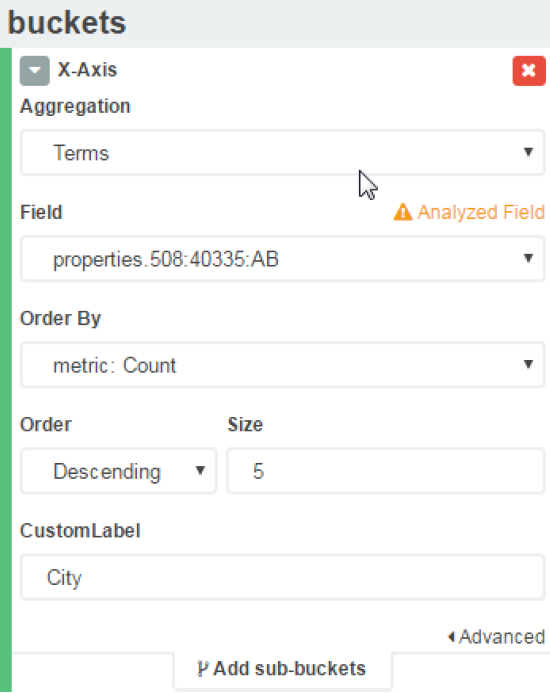 buckets
X-Axis
Aggregation
Terms
Field Analyzed Field
properties.508:40335:AB
Order By
metric: Count
Order Size
Descending 5
CustomLabel
City
Advanced
Add sub-buckets